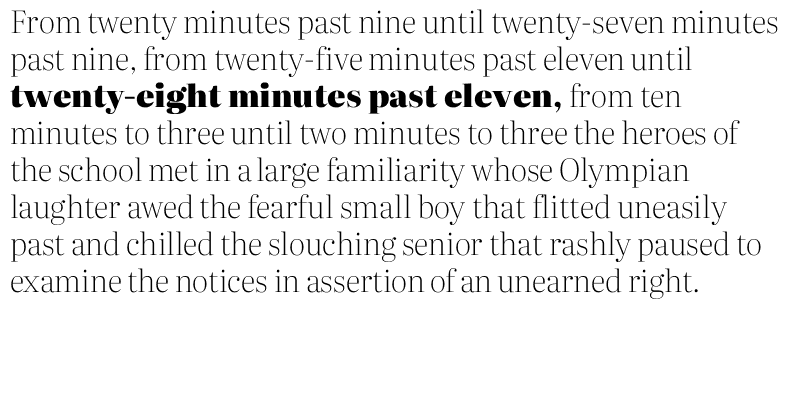 From twenty minutes past nine until twenty-seven minutes
past nine, from twenty-five minutes past eleven until
twenty-eight minutes past eleven, from ten
minutes to three until two minutes to three the heroes of
the school met in a large familiarity whose Olympian
laughter awed the fearful small boy that flitted uneasily
past and chilled the slouching senior that rashly paused to
examine the notices in assertion of an unearned right.